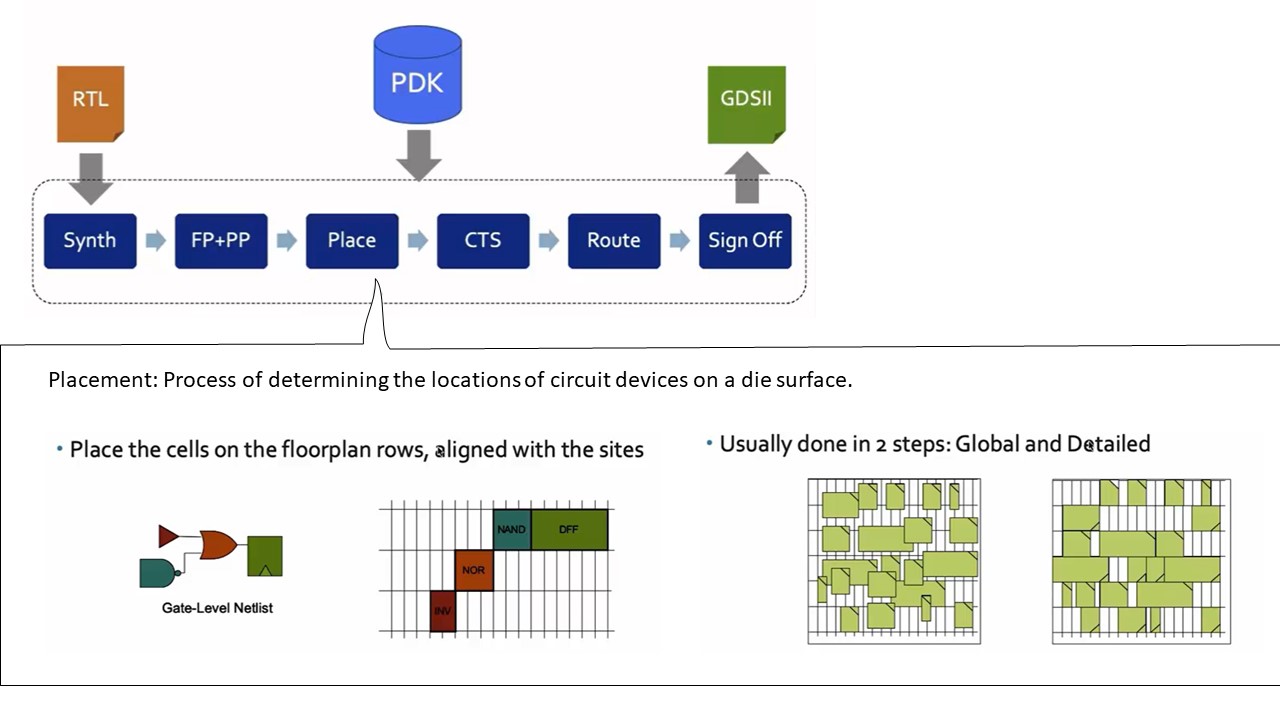 RTL
PDK
GDSII
Synth
FP+PP
Place
CTS
Route
Sign Off
Placement: Process of determining the locations of circuit devices on a die surface.
• Place the cells on the floorplan rows, aligned with the sites
• Usually done in 2 steps: Global and Detailed
Gate-Level Netlist
NAND
DFF
NOR
INV